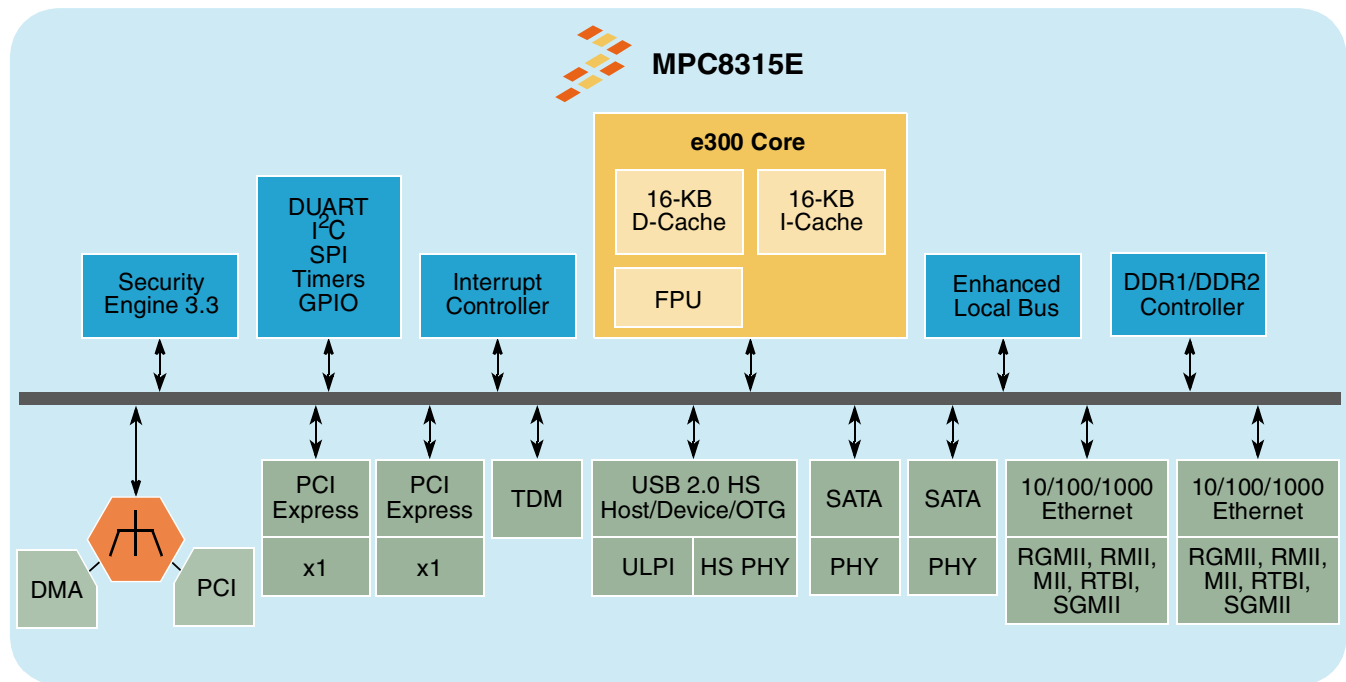 MPC8315E
e300 Core
16-KB
D-Cache
16-KB
I-Cache
FPU
DUART
I²C
SPI
Timers
GPIO
Security
Engine 3.3
Interrupt
Controller
Enhanced
Local Bus
DDR1/DDR2
Controller
DMA
PCI
PCI
Express
x1
PCI
Express
x1
TDM
USB 2.0 HS
Host/Device/OTG
ULPI
HS PHY
SATA
PHY
SATA
PHY
10/100/1000
Ethernet
RGMII, RMII,
MII, RTBI,
SGMII
10/100/1000
Ethernet
RGMII, RMII,
MII, RTBI,
SGMII